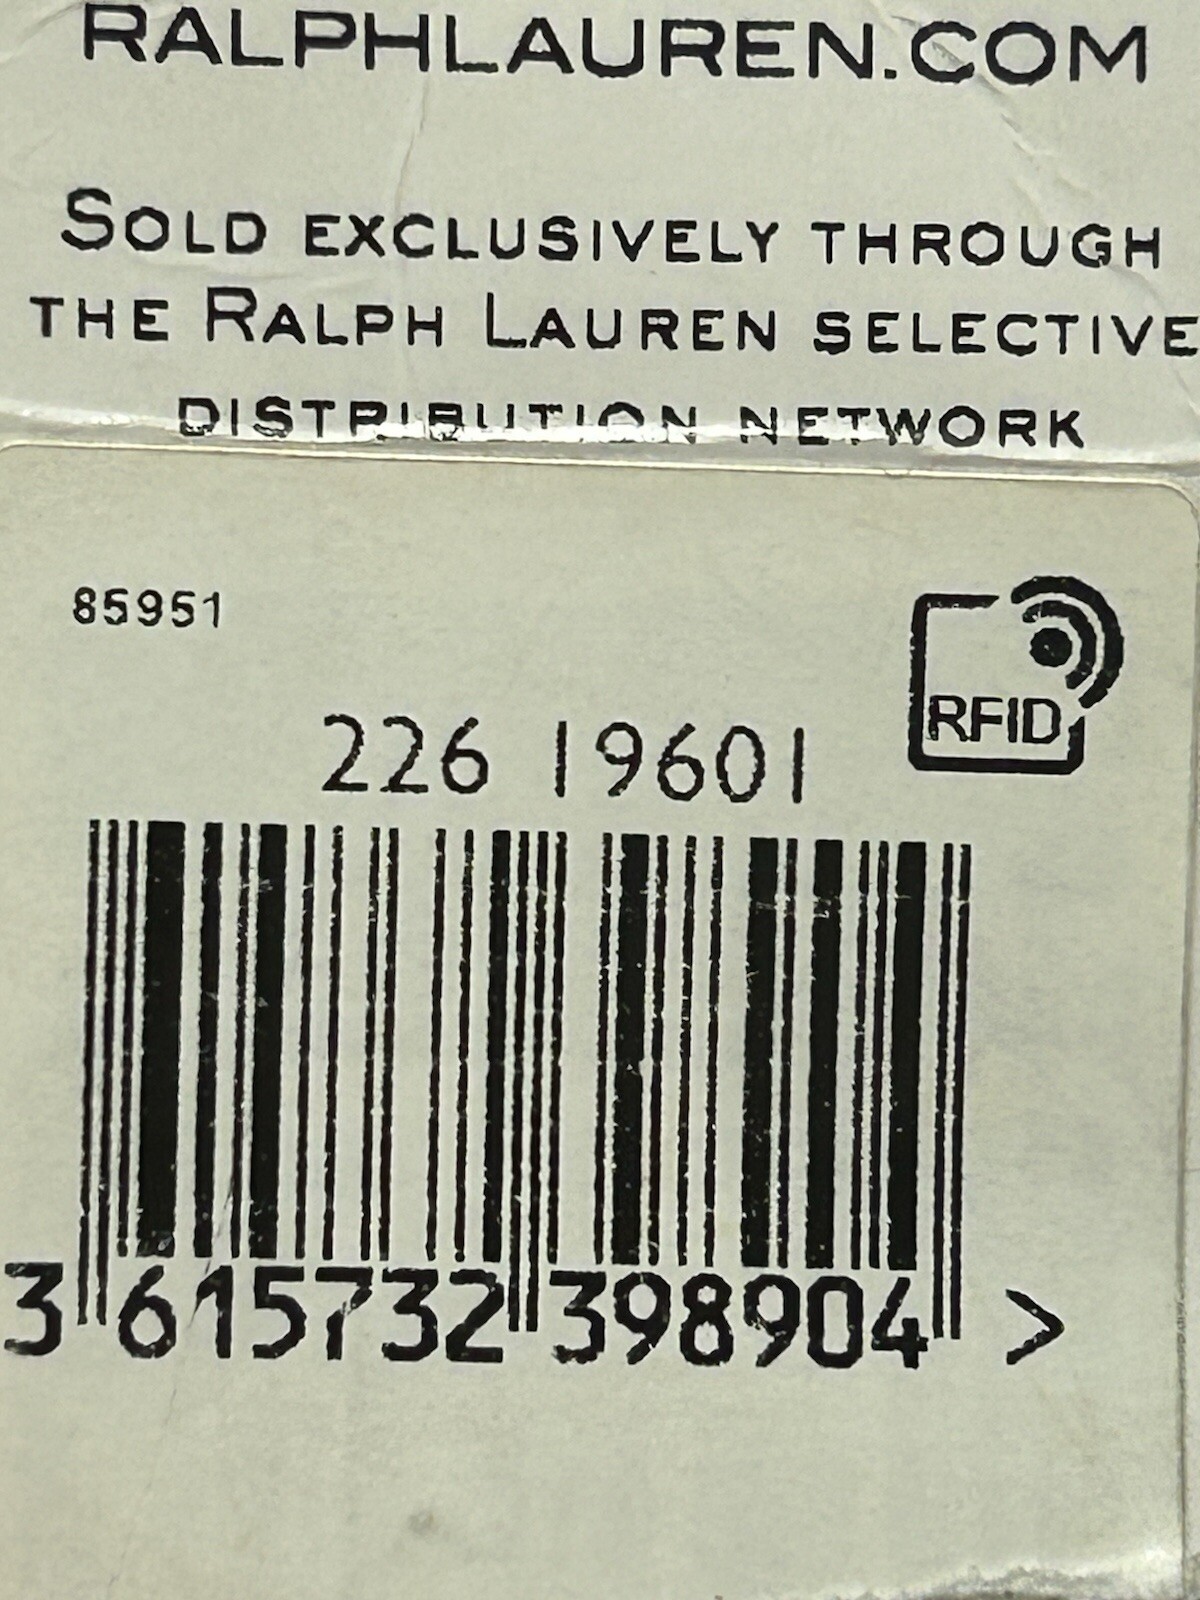 RALPHLAUREN.COM
SOLD EXCLUSIVELY THROUGH
THE RALPH LAUREN SELECTIVE
DISTRIBUTION NETWORK
85951
RFID
226 19601
3 615732 398904 >